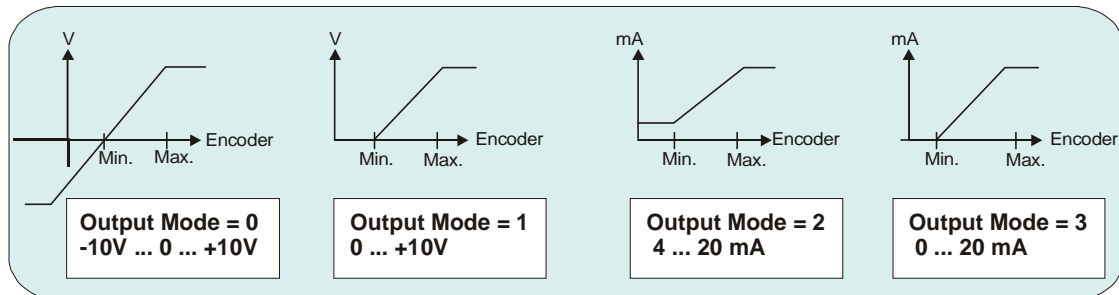 V
Encoder
Min.
Max.
Output Mode = 0
-10V ... 0 ... +10V
V
Encoder
Min.
Max.
Output Mode = 1
0 ... +10V
mA
Encoder
Min.
Max.
Output Mode = 2
4 ... 20 mA
mA
Encoder
Min.
Max.
Output Mode = 3
0 ... 20 mA